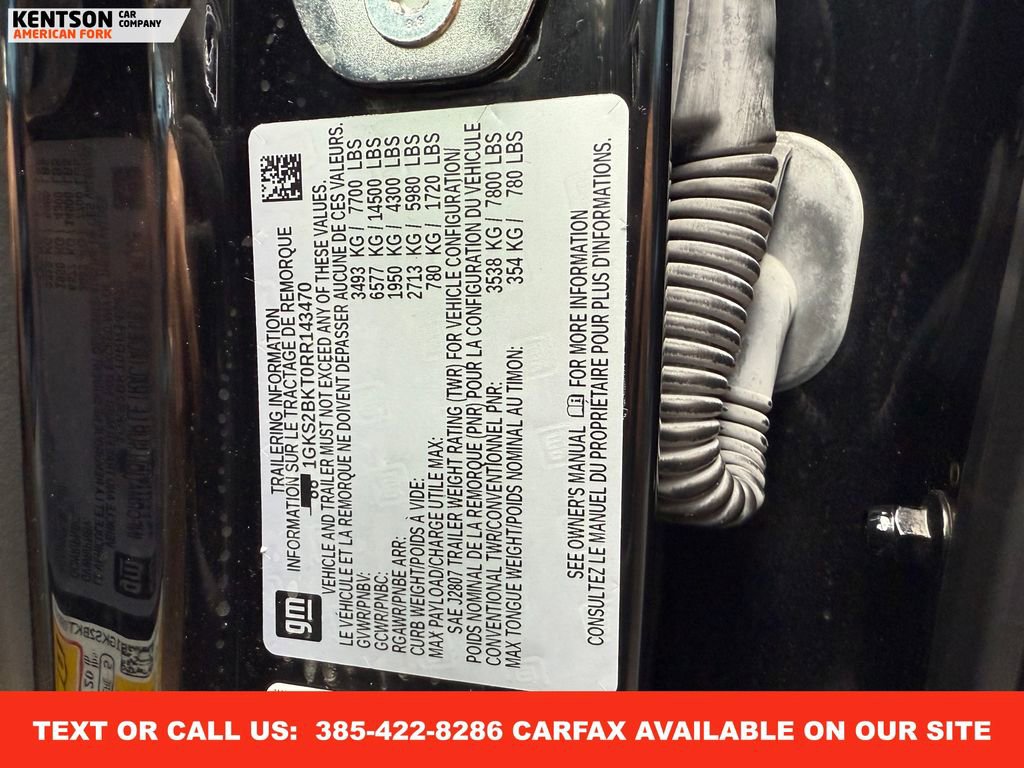 KENTSON CAR COMPANY
AMERICAN FORK
gm
TRAILERING INFORMATION
INFORMATION SUR LE TRACTAGE DE REMORQUE
1GKS2BKT0RR143470
VEHICLE AND TRAILER MUST NOT EXCEED ANY OF THESE VALUES.
LE VÉHICULE ET LA REMORQUE NE DOIVENT DÉPASSER AUCUNE DE CES VALEURS.
GVWR/PNBV: 3493 KG / 7700 LBS
GCWR/PNBC: 6577 KG / 14500 LBS
RGAWR/PNBE ARR: 1950 KG / 4300 LBS
CURB WEIGHT/POIDS À VIDE: 2713 KG / 5980 LBS
MAX PAYLOAD/CHARGE UTILE MAX: 780 KG / 1720 LBS
SAE J2807 TRAILER WEIGHT RATING (TWR) FOR VEHICLE CONFIGURATION/
POIDS NOMINAL DE LA REMORQUE (PNR) POUR LA CONFIGURATION DU VÉHICULE
CONVENTIONAL TWR/CONVENTIONNEL PNR: 3538 KG / 7800 LBS
MAX TONGUE WEIGHT/POIDS NOMINAL AU TIMON: 354 KG / 780 LBS
SEE OWNER'S MANUAL FOR MORE INFORMATION
CONSULTEZ LE MANUEL DU PROPRIÉTAIRE POUR PLUS D'INFORMATIONS.
TEXT OR CALL US: 385-422-8286 CARFAX AVAILABLE ON OUR SITE